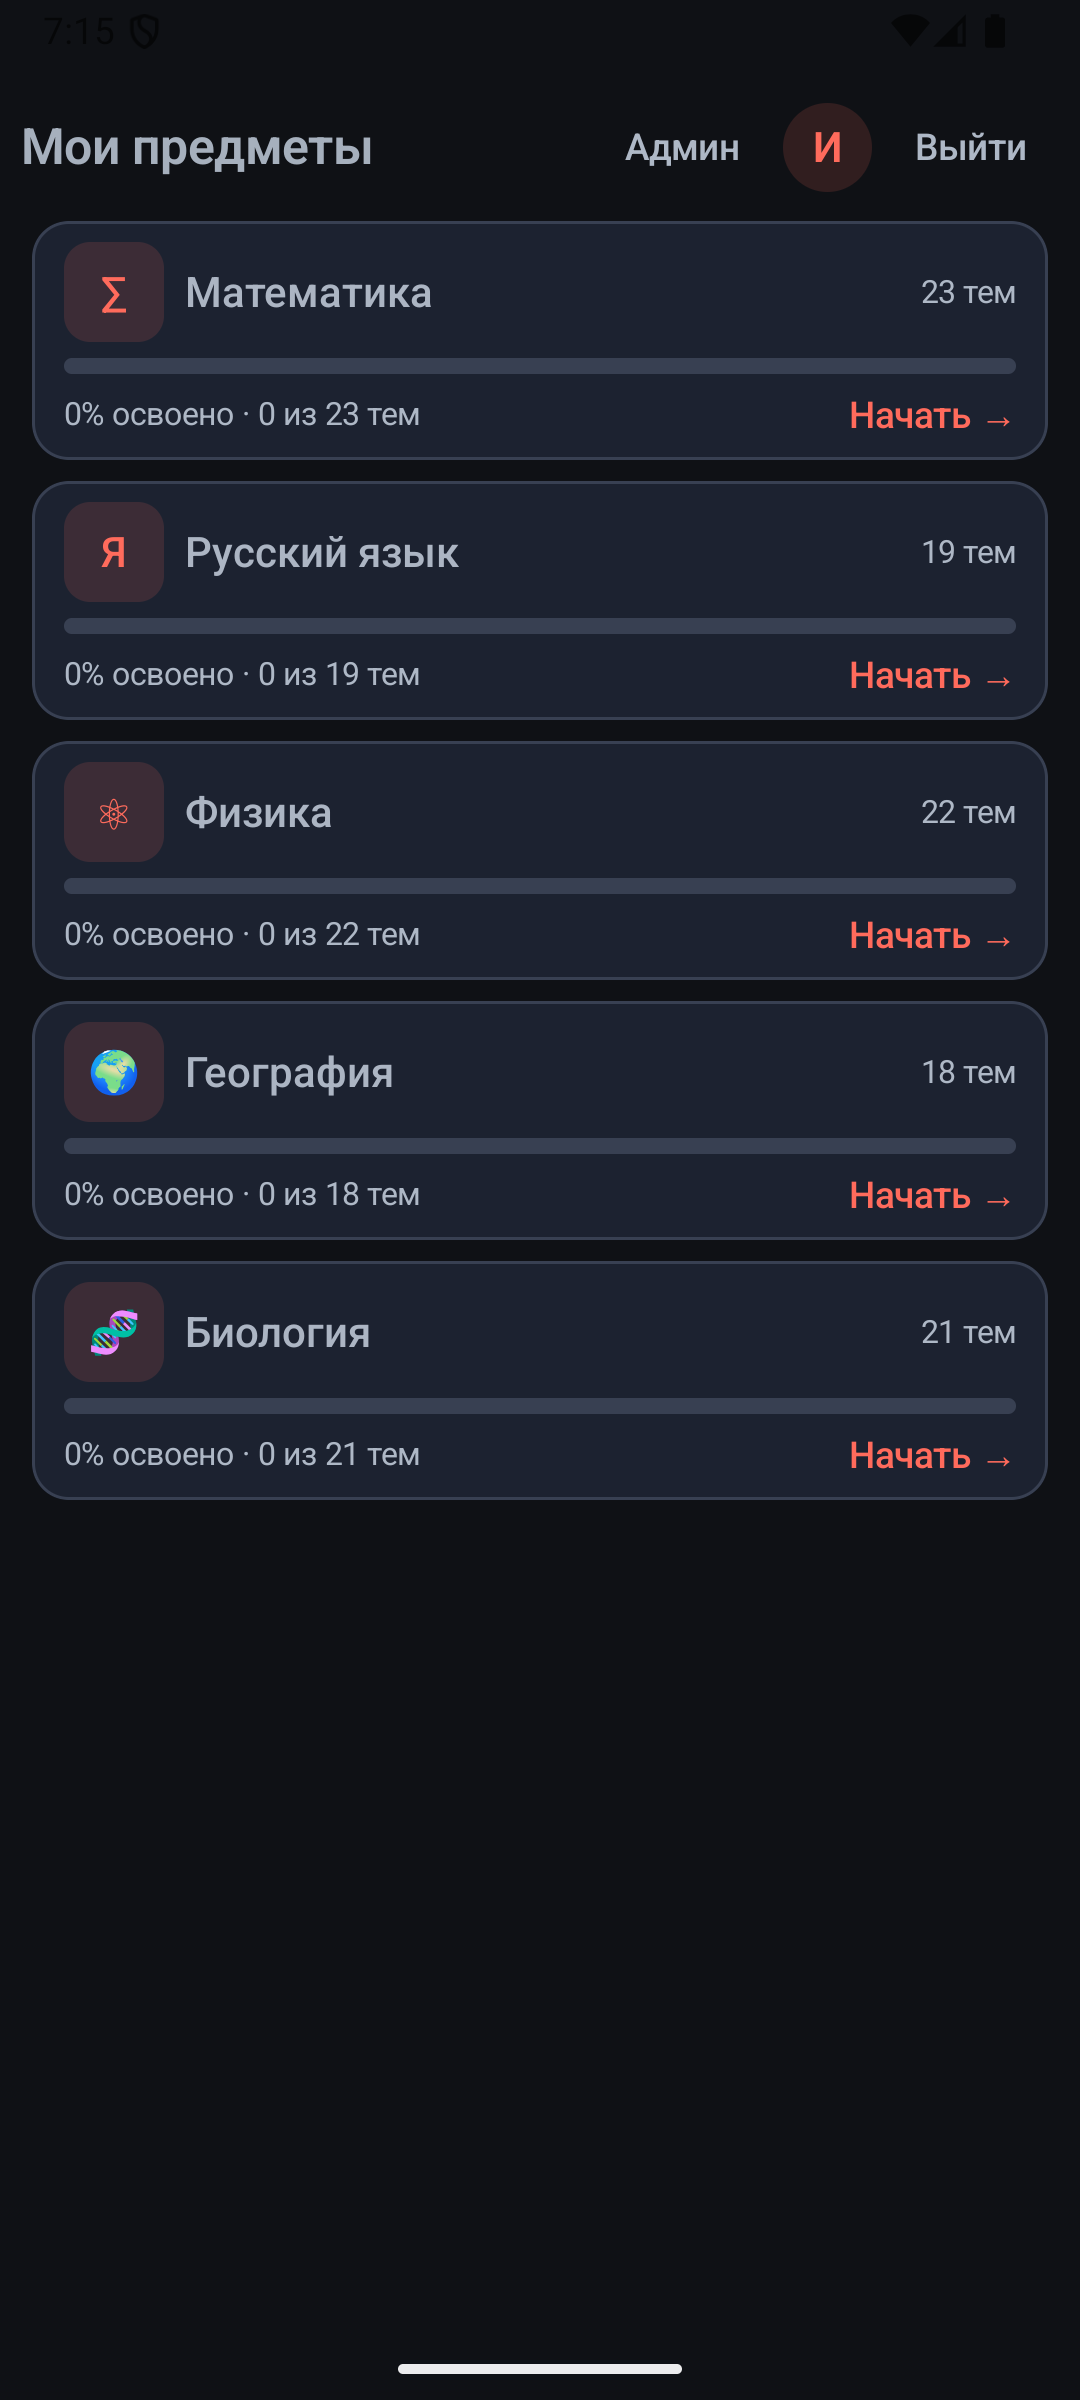 7:15
Мои предметы Админ И Выйти
Σ Математика 23 тем
0% освоено · 0 из 23 тем Начать →
Я Русский язык 19 тем
0% освоено · 0 из 19 тем Начать →
⚛ Физика 22 тем
0% освоено · 0 из 22 тем Начать →
🌍 География 18 тем
0% освоено · 0 из 18 тем Начать →
🧬 Биология 21 тем
0% освоено · 0 из 21 тем Начать →